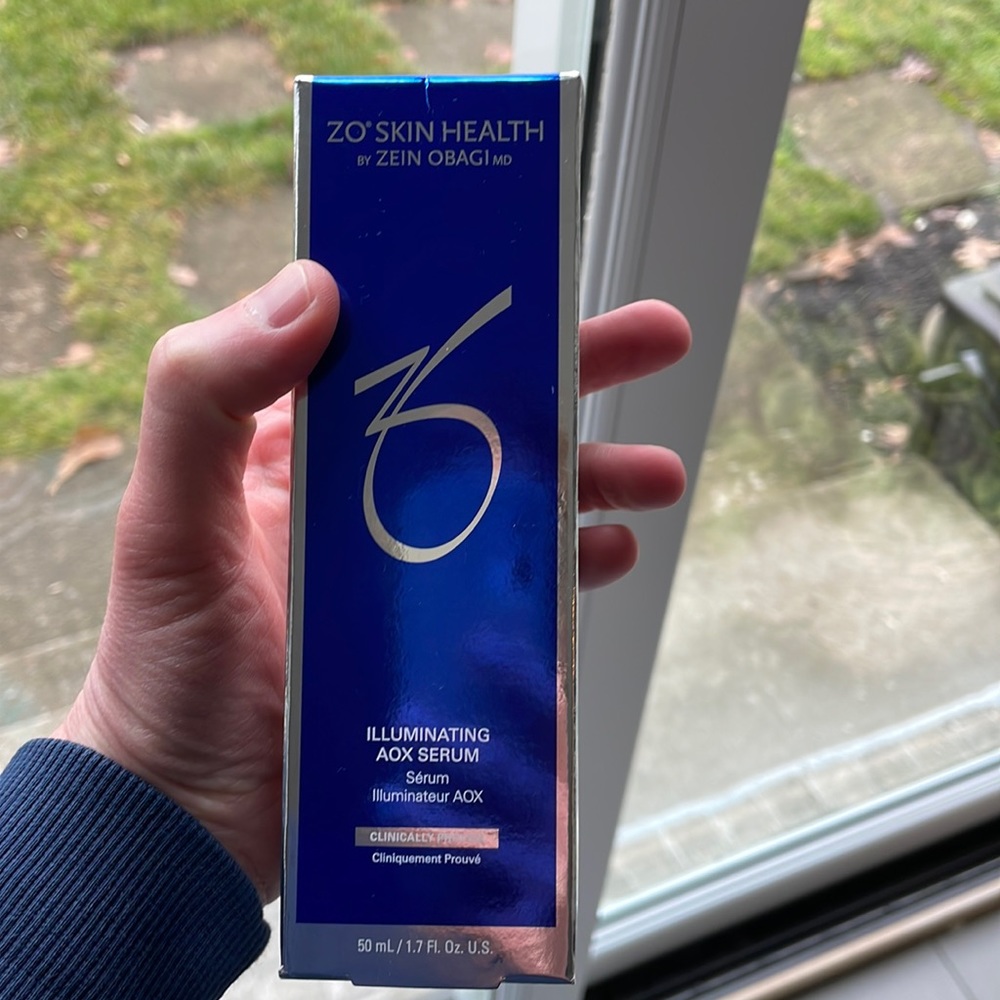 ZO® SKIN HEALTH
BY ZEIN OBAGI MD
ILLUMINATING
AOX SERUM
Sérum
Illuminateur AOX
CLINICALLY
Cliniquement Prouvé
50 mL / 1.7 Fl. Oz. U.S.